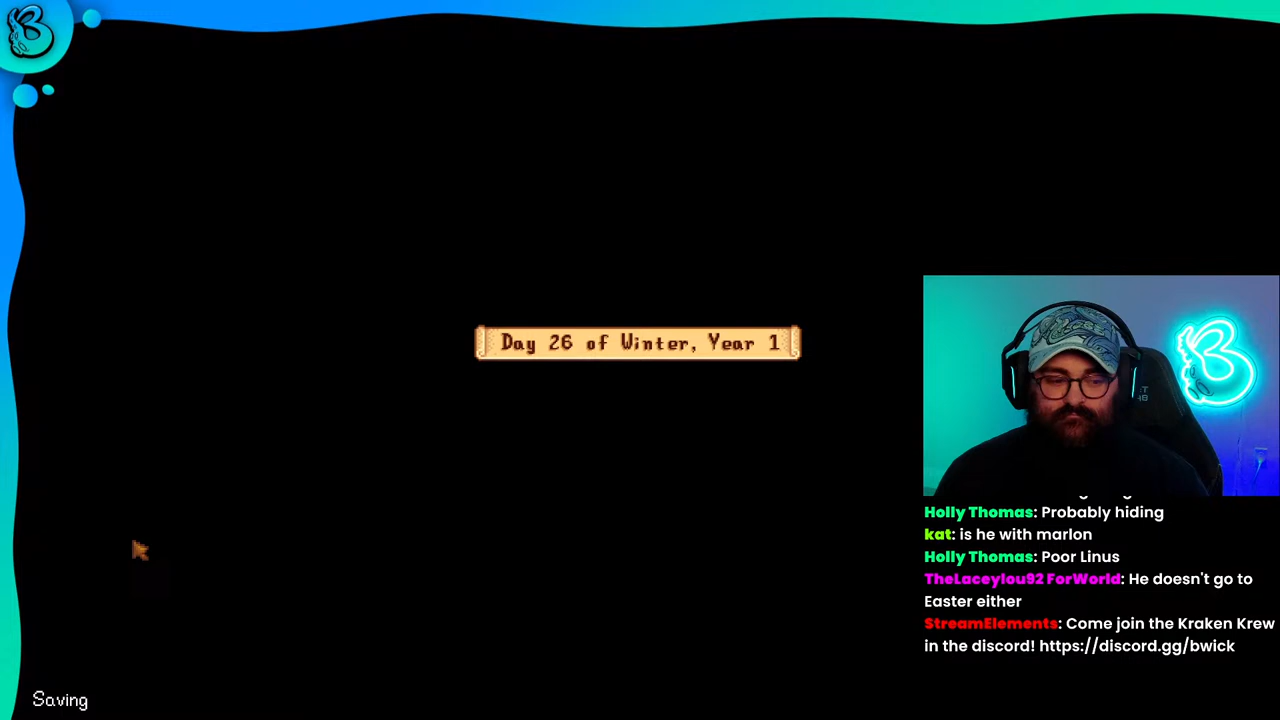 Day 26 of Winter, Year 1
Holly Thomas: Probably hiding
kat: is he with marlon
Holly Thomas: Poor Linus
TheLaceylou92 ForWorld: He doesn't go to
Easter either
StreamElements: Come join the Kraken Krew
in the discord! https://discord.gg/bwick
Saving